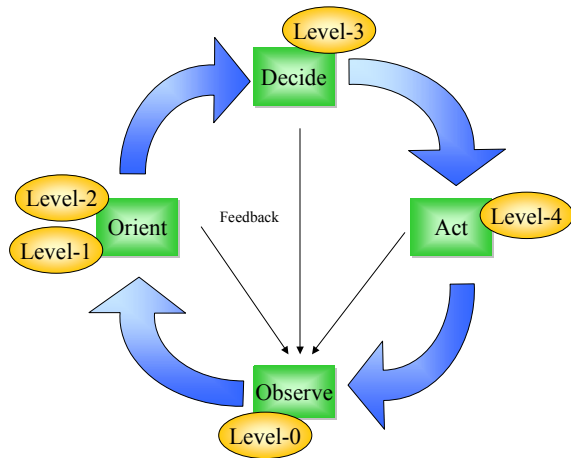 Level-3
Decide
Level-2
Orient
Level-1
Feedback
Act
Level-4
Observe
Level-0